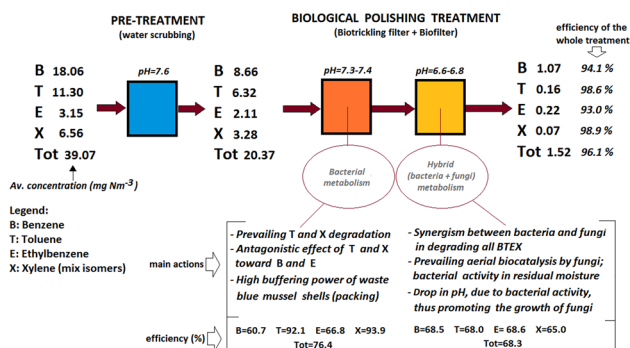 PRE-TREATMENT
(water scrubbing)
BIOLOGICAL POLISHING TREATMENT
(Biotrickling filter + Biofilter)
efficiency of the
whole treatment
B 18.06
T 11.30
E 3.15
X 6.56
Tot 39.07
Av. concentration (mg Nm-3)
pH=7.6
B 8.66
T 6.32
E 2.11
X 3.28
Tot 20.37
pH=7.3-7.4
pH=6.6-6.8
B 1.07 94.1 %
T 0.16 98.6 %
E 0.22 93.0 %
X 0.07 98.9 %
Tot 1.52 96.1 %
Bacterial
metabolism
Hybrid
(bacteria + fungi)
metabolism
Legend:
B: Benzene
T: Toluene
E: Ethylbenzene
X: Xylene (mix isomers)
main actions
- Prevailing T and X degradation
- Antagonistic effect of T and X
toward B and E
- High buffering power of waste
blue mussel shells (packing)
- Synergism between bacteria and fungi
in degrading all BTEX
- Prevailing aerial biocatalysis by fungi;
bacterial activity in residual moisture
- Drop in pH, due to bacterial activity,
thus promoting the growth of fungi
efficiency (%)
B=60.7 T=92.1 E=66.8 X=93.9
Tot=76.4
B=68.5 T=68.0 E= 68.6 X=65.0
Tot=68.3